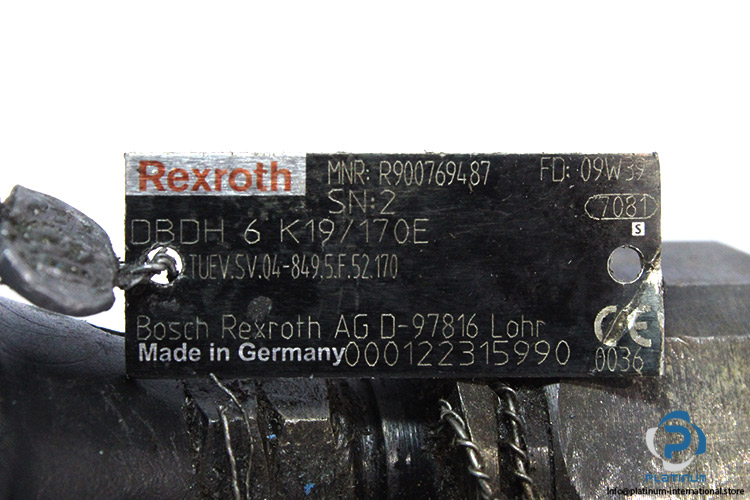 Rexroth MNR: R900769487 FD: 09W39
SN:2 7081
DBDH 6 K19/170E S
TUEV.SV.04-849.5.F.52.170
Bosch Rexroth AG D-97816 Lohr CE
Made in Germany 000122315990 0036
PLATINUM
info@platinum-international.store